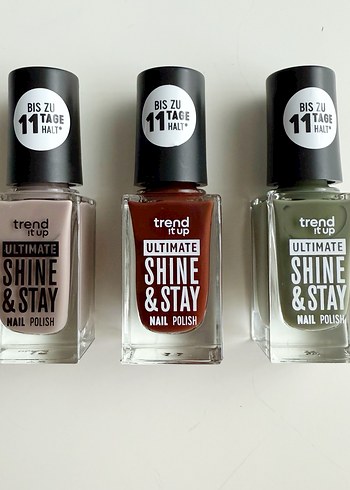 BIS ZU
11 TAGE
HALT*
trend
it up
ULTIMATE
SHINE
& STAY
NAIL POLISH
BIS ZU
11 TAGE
HALT*
trend
it up
ULTIMATE
SHINE
& STAY
NAIL POLISH
BIS ZU
11 TAGE
HALT*
trend
it up
ULTIMATE
SHINE
& STAY
NAIL POLISH